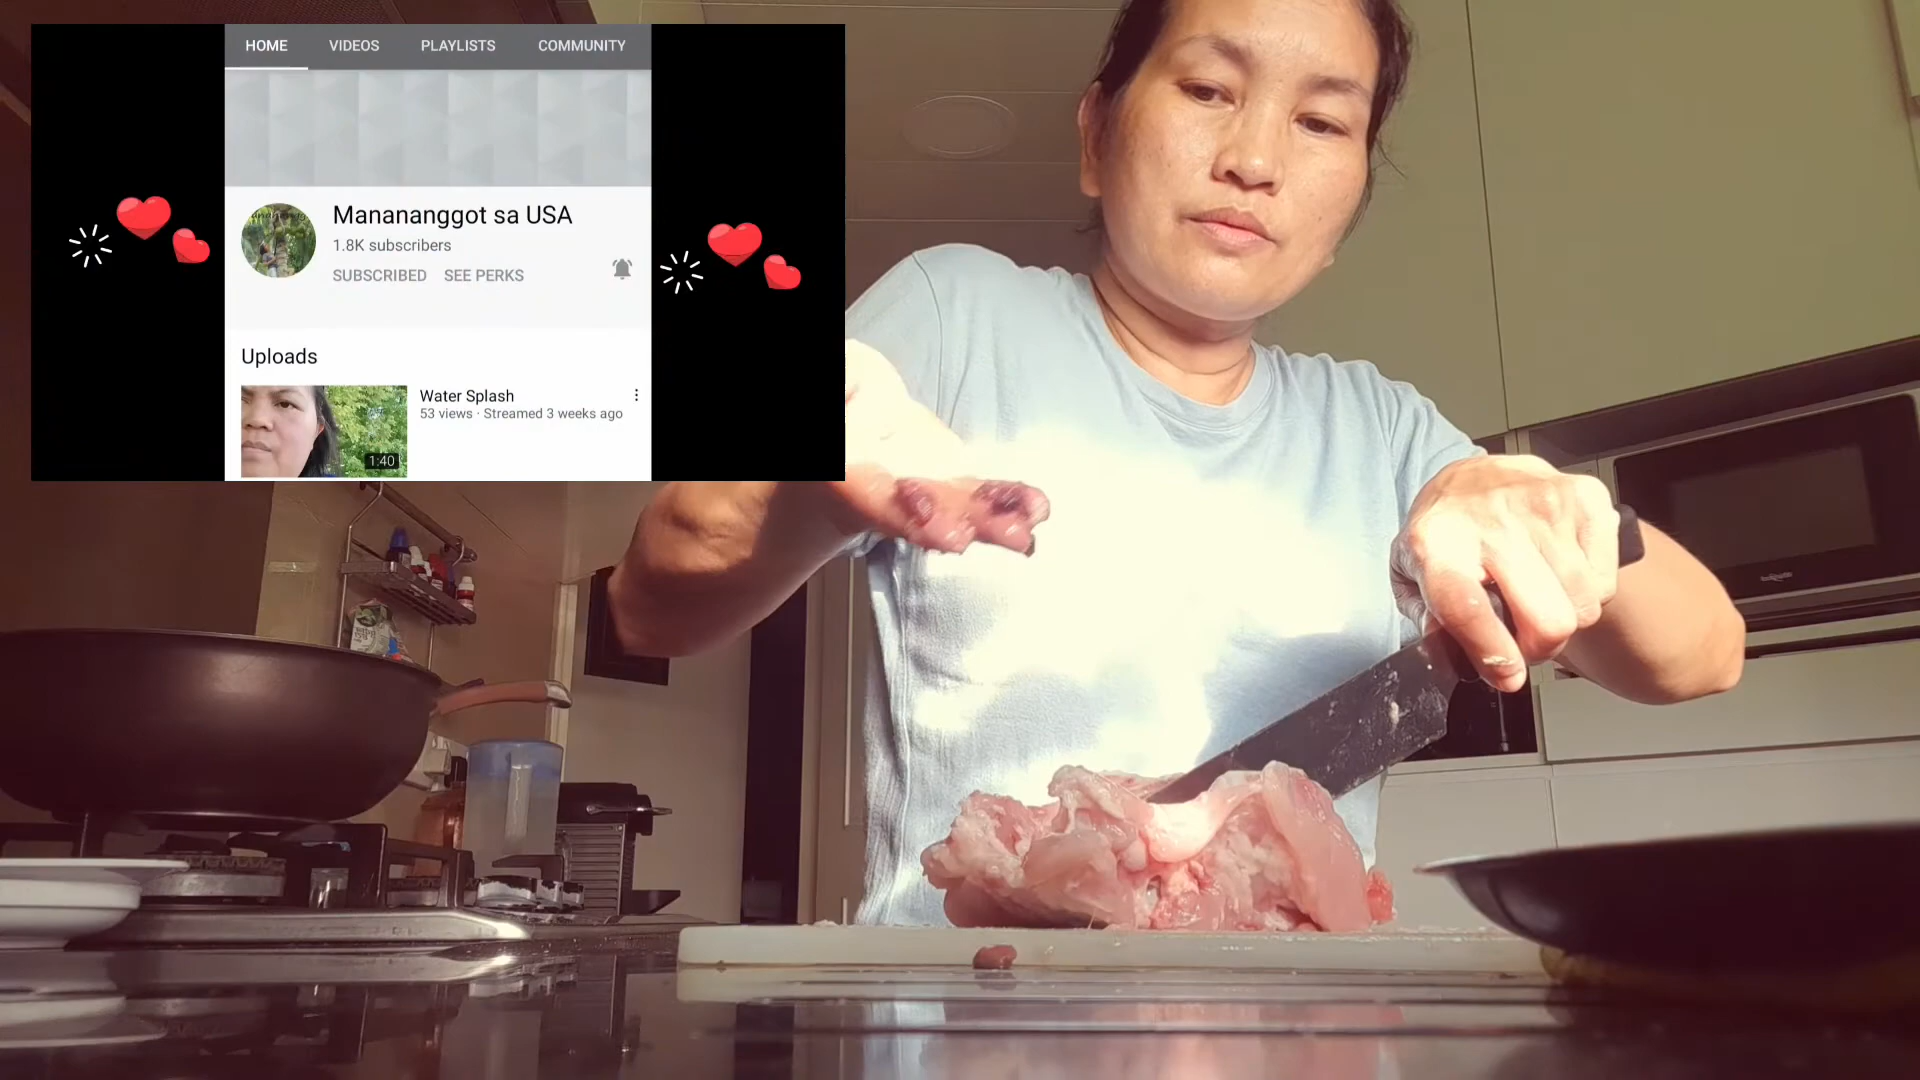 HOME VIDEOS PLAYLISTS COMMUNITY
Manananggot sa USA
1.8K subscribers
SUBSCRIBED SEE PERKS
Uploads
Water Splash
53 views · Streamed 3 weeks ago
1:40